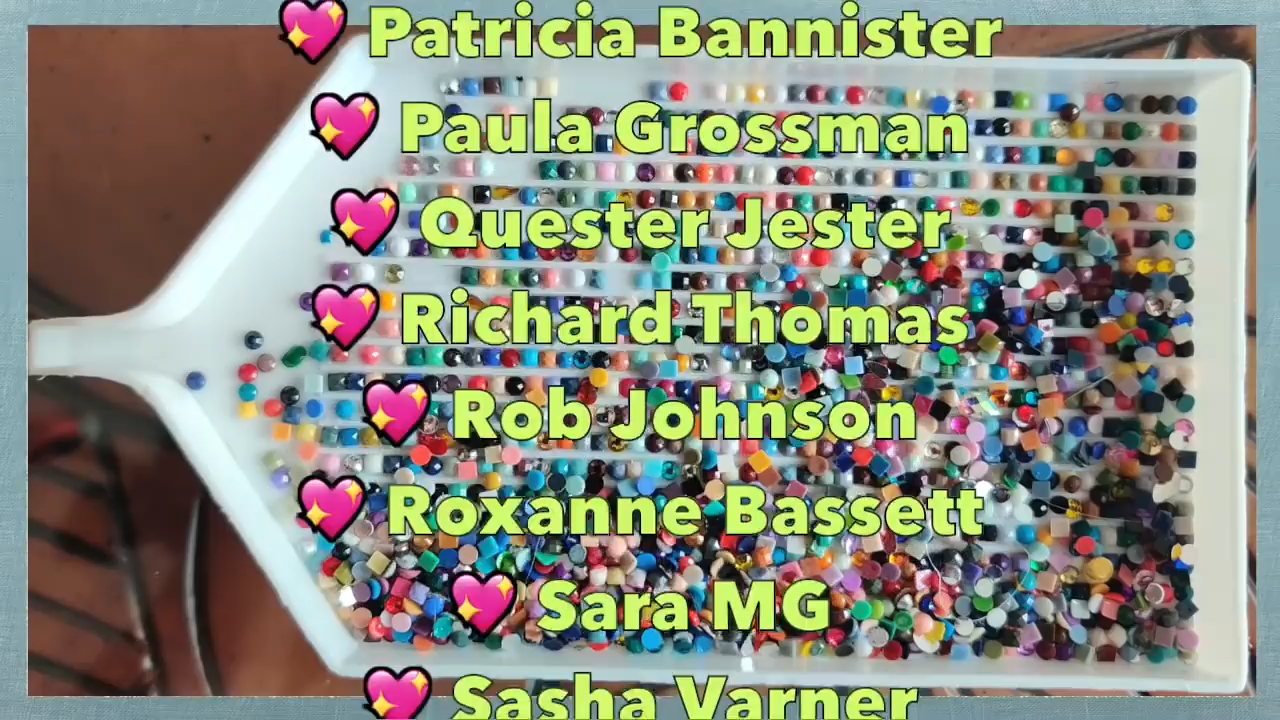 💖 Patricia Bannister
💖 Paula Grossman
💖 Quester Jester
💖 Richard Thomas
💖 Rob Johnson
💖 Roxanne Bassett
💖 Sara MG
💖 Sasha Varner